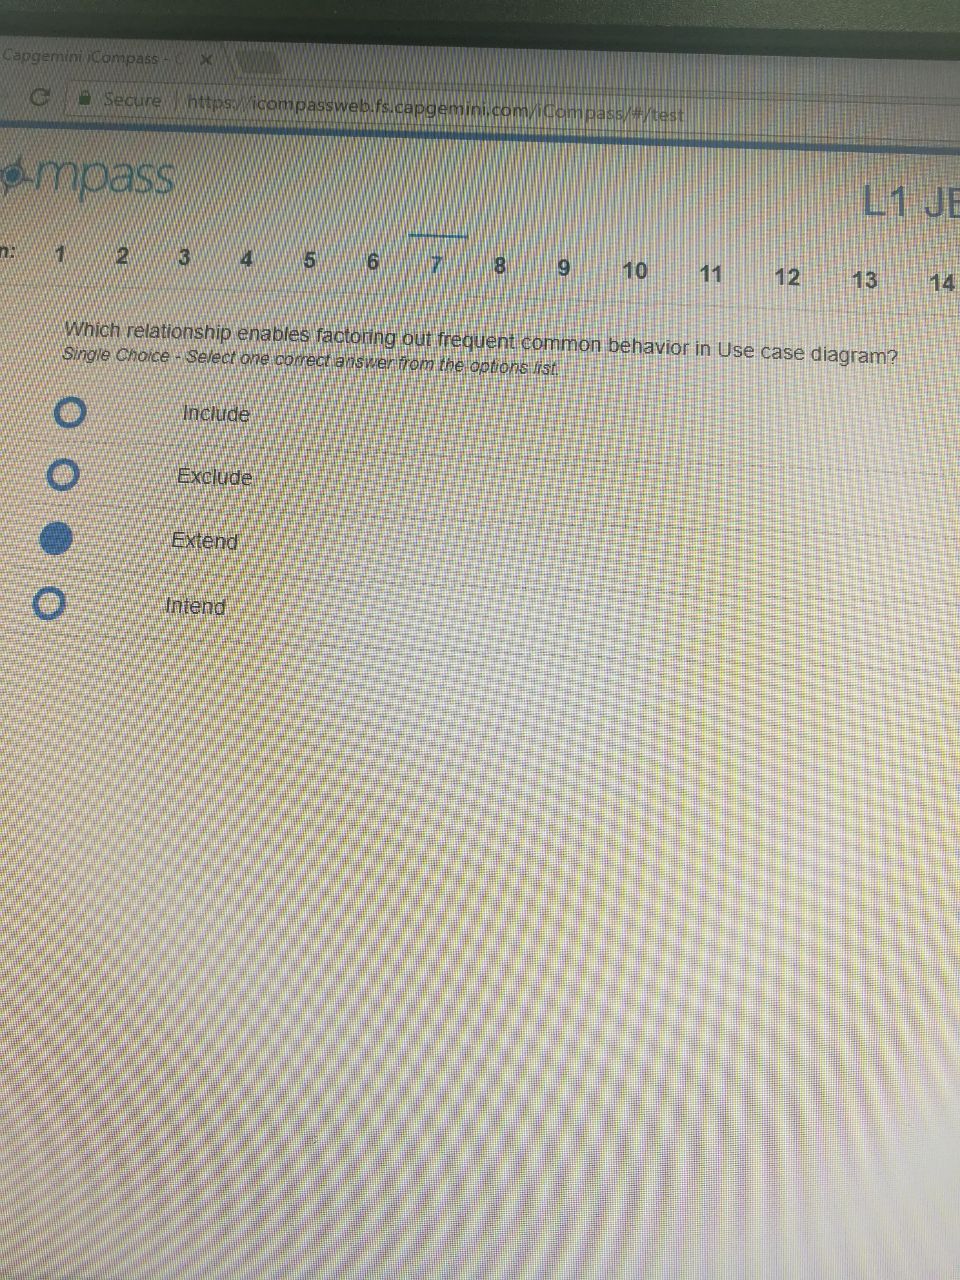 Capgemini iCompass - C
Secure | https://icompassweb.fs.capgemini.com/iCompass/#/test
mpass
L1 JE
n: 1 2 3 4 5 6 7 8 9 10 11 12 13 14
Which relationship enables factoring out frequent common behavior in Use case diagram?
Single Choice - Select one correct answer from the options list.
Include
Exclude
Extend
Intend